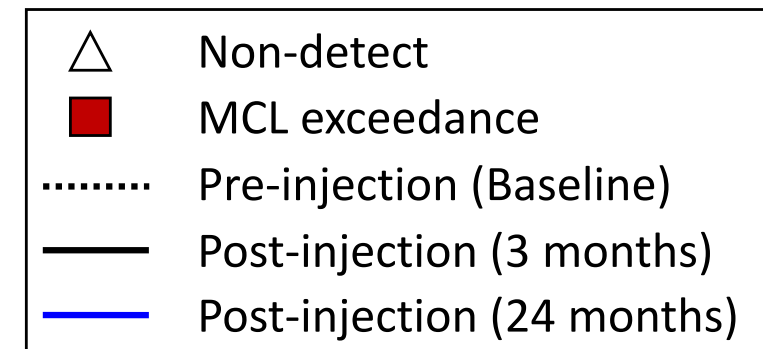 Non-detect
MCL exceedance
Pre-injection (Baseline)
Post-injection (3 months)
Post-injection (24 months)